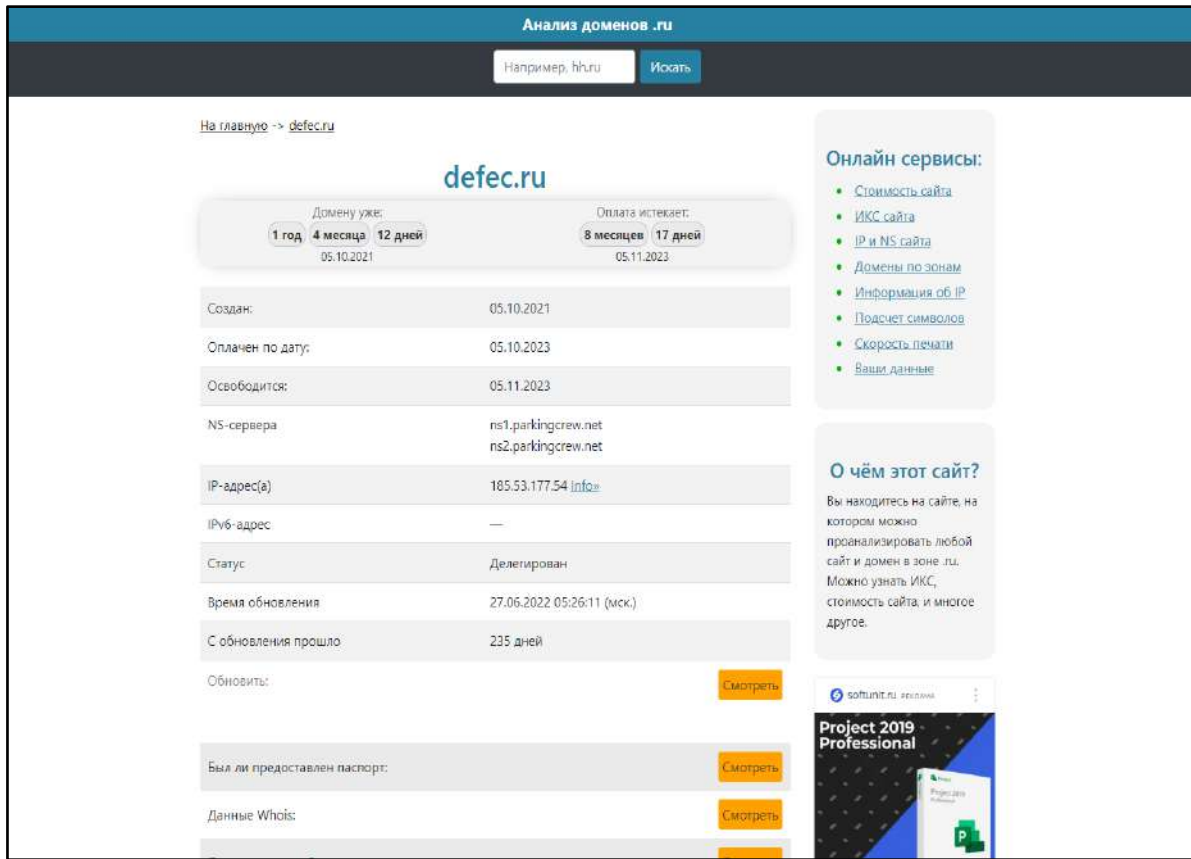 Анализ доменов .ru
Например, hh.ru
Искать
На главную -> defec.ru
defec.ru
Домену уже:
1 год 4 месяца 12 дней
05.10.2021
Оплата истекает:
8 месяцев 17 дней
05.11.2023
Создан: 05.10.2021
Оплачен по дату: 05.10.2023
Освободится: 05.11.2023
NS-сервера ns1.parkingcrew.net
ns2.parkingcrew.net
IP-адрес(а) 185.53.177.54 Info»
IPv6-адрес —
Статус Делегирован
Время обновления 27.06.2022 05:26:11 (мск.)
С обновления прошло 235 дней
Обновить: Смотреть
Был ли предоставлен паспорт: Смотреть
Данные Whois: Смотреть
Онлайн сервисы:
Стоимость сайта
ИКС сайта
IP и NS сайта
Домены по зонам
Информация об IP
Подсчет символов
Скорость печати
Ваши данные
О чём этот сайт?
Вы находитесь на сайте, на
котором можно
проанализировать любой
сайт и домен в зоне .ru.
Можно узнать ИКС,
стоимость сайта, и многое
другое.
softunit.ru РЕКЛАМА
Project 2019
Professional
Project 2019
Professional
P